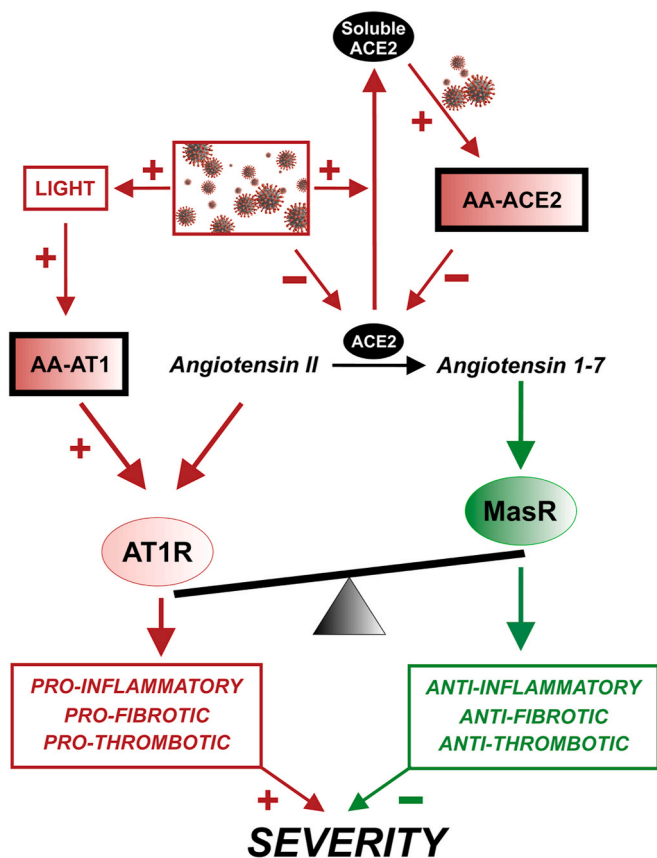 Soluble
ACE2
+
+
+
LIGHT
AA-ACE2
+
−
−
ACE2
AA-AT1
Angiotensin II
Angiotensin 1-7
+
AT1R
MasR
PRO-INFLAMMATORY
PRO-FIBROTIC
PRO-THROMBOTIC
ANTI-INFLAMMATORY
ANTI-FIBROTIC
ANTI-THROMBOTIC
+
−
SEVERITY